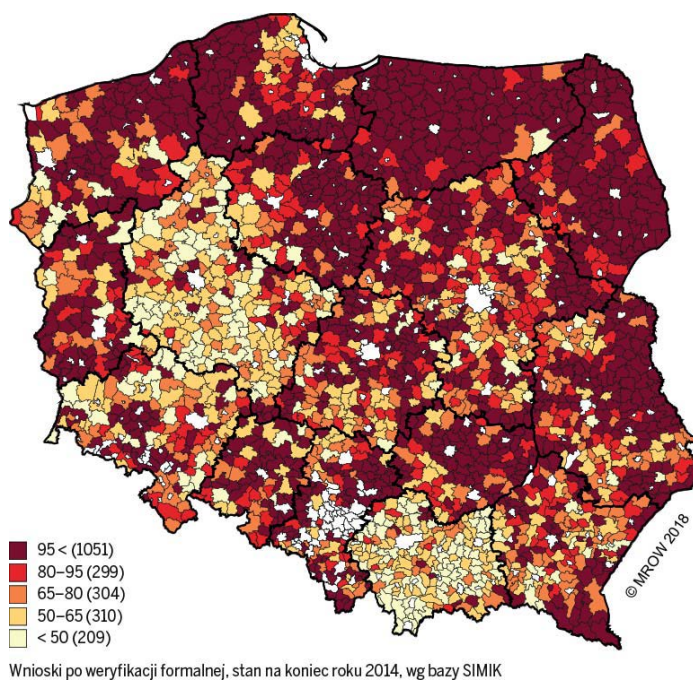 95 < (1051)
80–95 (299)
65–80 (304)
50–65 (310)
< 50 (209)
© MROW 2018
Wnioski po weryfikacji formalnej, stan na koniec roku 2014, wg bazy SIMIK